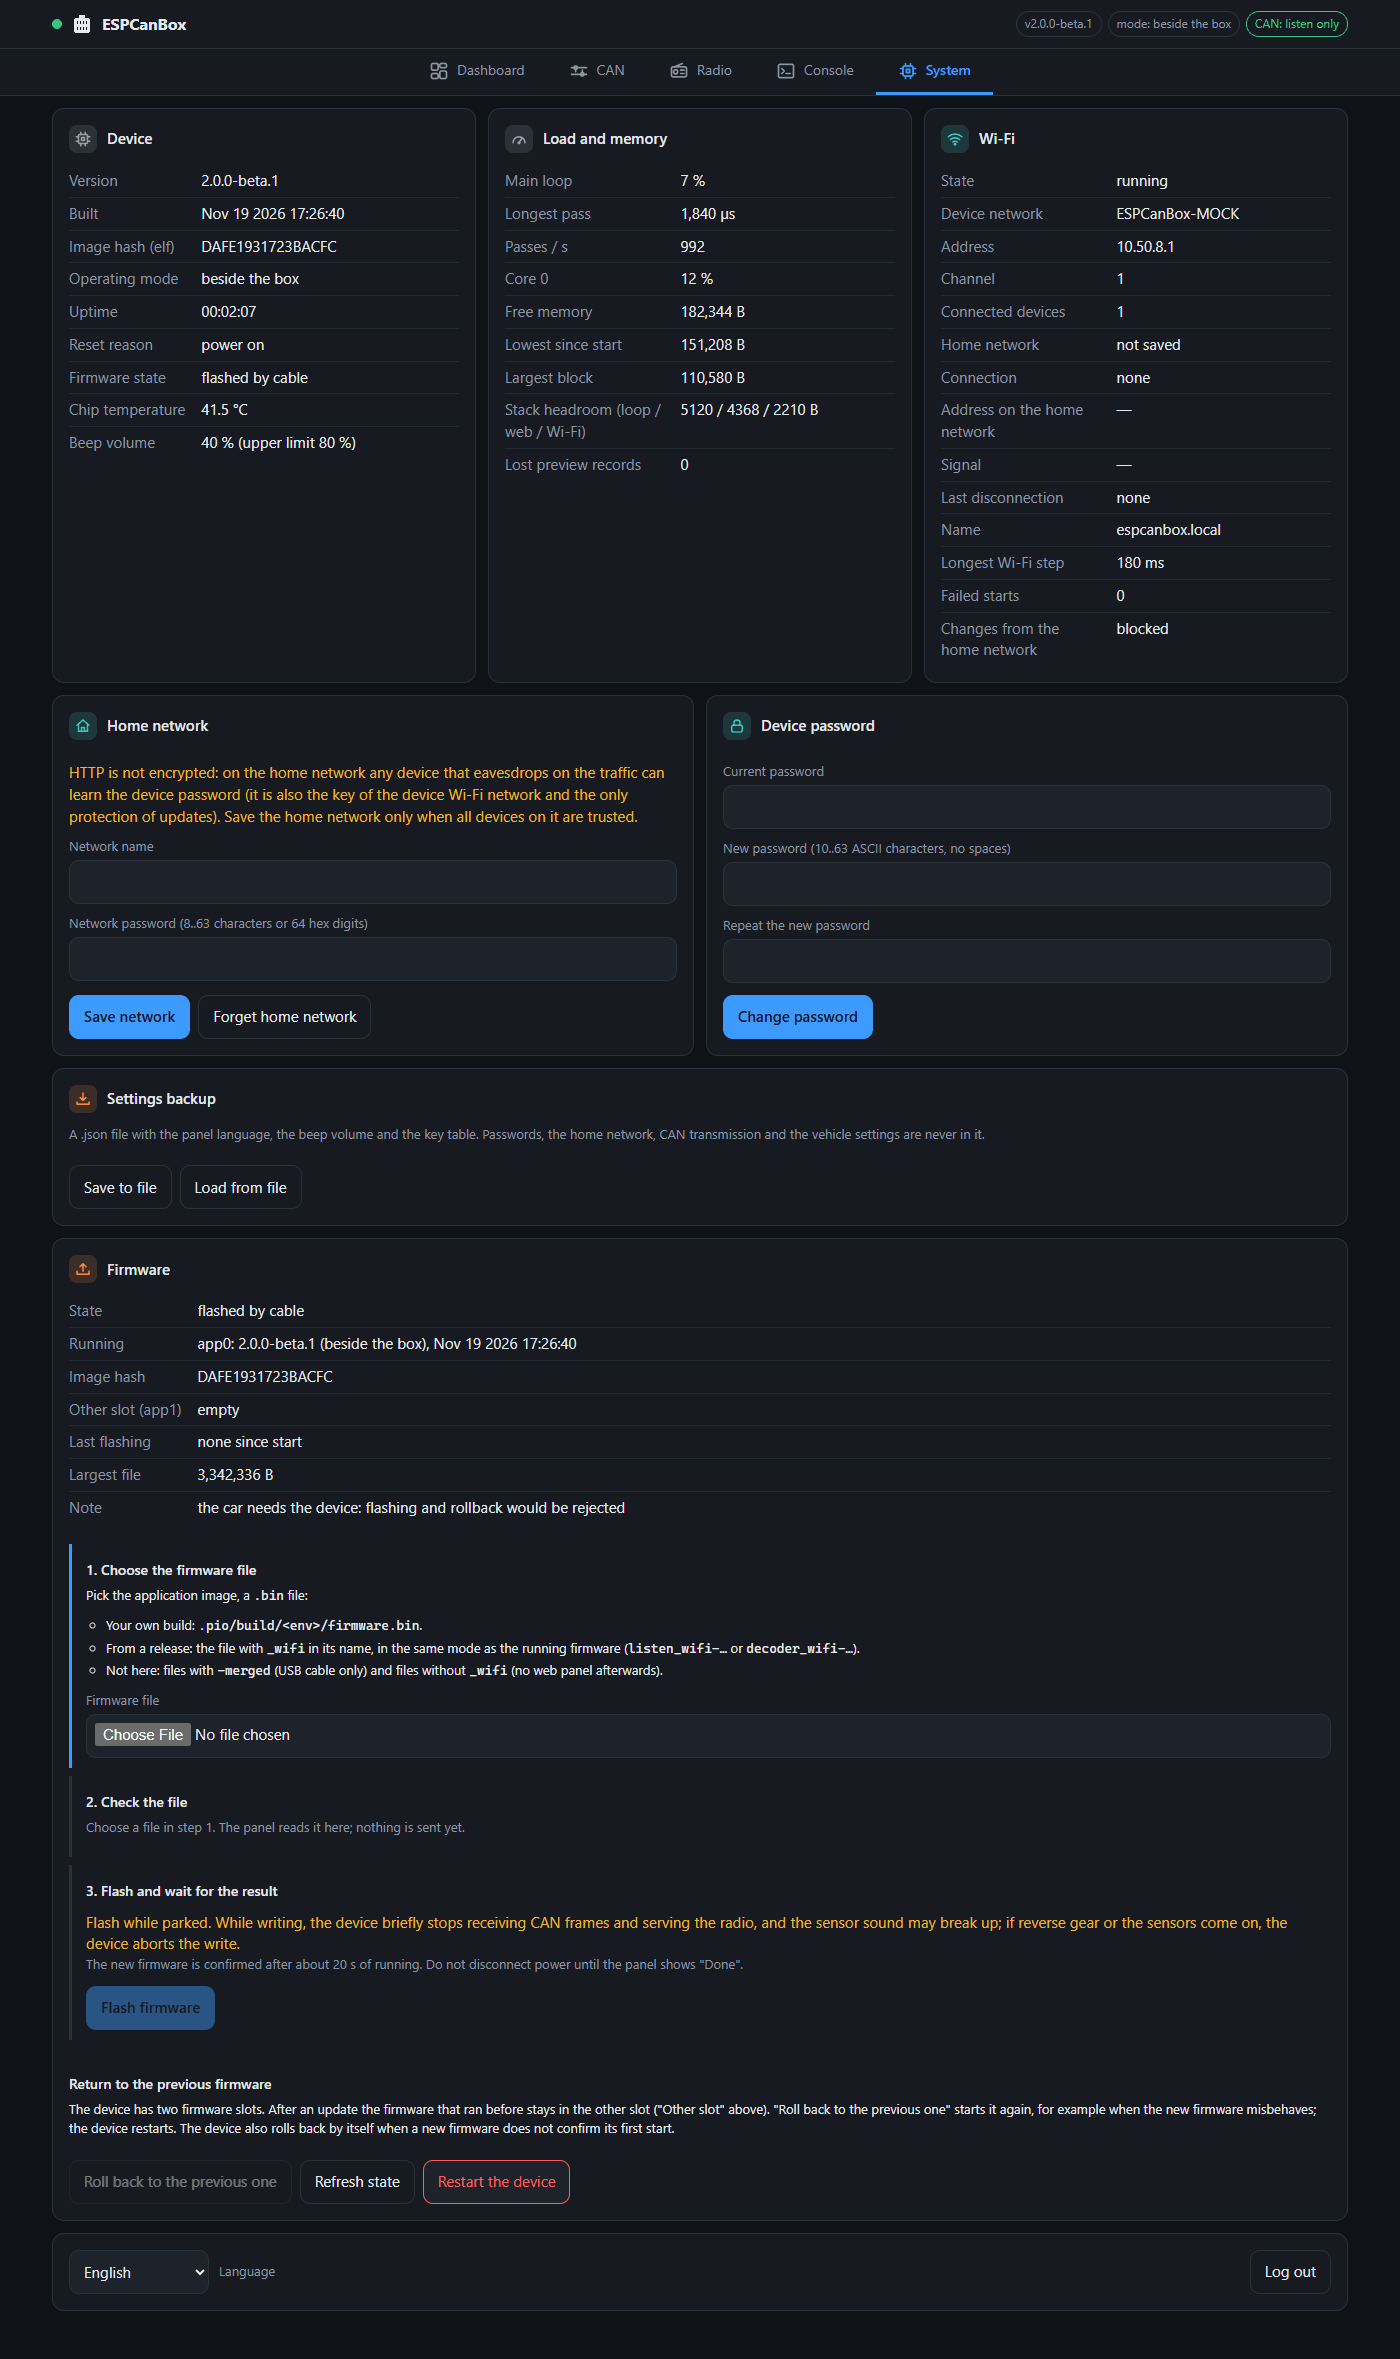 ESPCanBox
v2.0.0-beta.1
mode: beside the box
CAN: listen only
Dashboard
CAN
Radio
Console
System
Device
Version 2.0.0-beta.1
Built Nov 19 2026 17:26:40
Image hash (elf) DAFE1931723BACFC
Operating mode beside the box
Uptime 00:02:07
Reset reason power on
Firmware state flashed by cable
Chip temperature 41.5 °C
Beep volume 40 % (upper limit 80 %)
Load and memory
Main loop 7 %
Longest pass 1,840 µs
Passes / s 992
Core 0 12 %
Free memory 182,344 B
Lowest since start 151,208 B
Largest block 110,580 B
Stack headroom (loop / 5120 / 4368 / 2210 B
web / Wi-Fi)
Lost preview records 0
Wi-Fi
State running
Device network ESPCanBox-MOCK
Address 10.50.8.1
Channel 1
Connected devices 1
Home network not saved
Connection none
Address on the home —
network
Signal —
Last disconnection none
Name espcanbox.local
Longest Wi-Fi step 180 ms
Failed starts 0
Changes from the blocked
home network
Home network
HTTP is not encrypted: on the home network any device that eavesdrops on the traffic can
learn the device password (it is also the key of the device Wi-Fi network and the only
protection of updates). Save the home network only when all devices on it are trusted.
Network name
Network password (8..63 characters or 64 hex digits)
Save network
Forget home network
Device password
Current password
New password (10..63 ASCII characters, no spaces)
Repeat the new password
Change password
Settings backup
A .json file with the panel language, the beep volume and the key table. Passwords, the home network, CAN transmission and the vehicle settings are never in it.
Save to file
Load from file
Firmware
State flashed by cable
Running app0: 2.0.0-beta.1 (beside the box), Nov 19 2026 17:26:40
Image hash DAFE1931723BACFC
Other slot (app1) empty
Last flashing none since start
Largest file 3,342,336 B
Note the car needs the device: flashing and rollback would be rejected
1. Choose the firmware file
Pick the application image, a .bin file:
Your own build: .pio/build/<env>/firmware.bin.
From a release: the file with _wifi in its name, in the same mode as the running firmware (listen_wifi-… or decoder_wifi-…).
Not here: files with -merged (USB cable only) and files without _wifi (no web panel afterwards).
Firmware file
Choose File No file chosen
2. Check the file
Choose a file in step 1. The panel reads it here; nothing is sent yet.
3. Flash and wait for the result
Flash while parked. While writing, the device briefly stops receiving CAN frames and serving the radio, and the sensor sound may break up; if reverse gear or the sensors come on, the
device aborts the write.
The new firmware is confirmed after about 20 s of running. Do not disconnect power until the panel shows "Done".
Flash firmware
Return to the previous firmware
The device has two firmware slots. After an update the firmware that ran before stays in the other slot ("Other slot" above). "Roll back to the previous one" starts it again, for example when the new firmware misbehaves;
the device restarts. The device also rolls back by itself when a new firmware does not confirm its first start.
Roll back to the previous one
Refresh state
Restart the device
English
Language
Log out